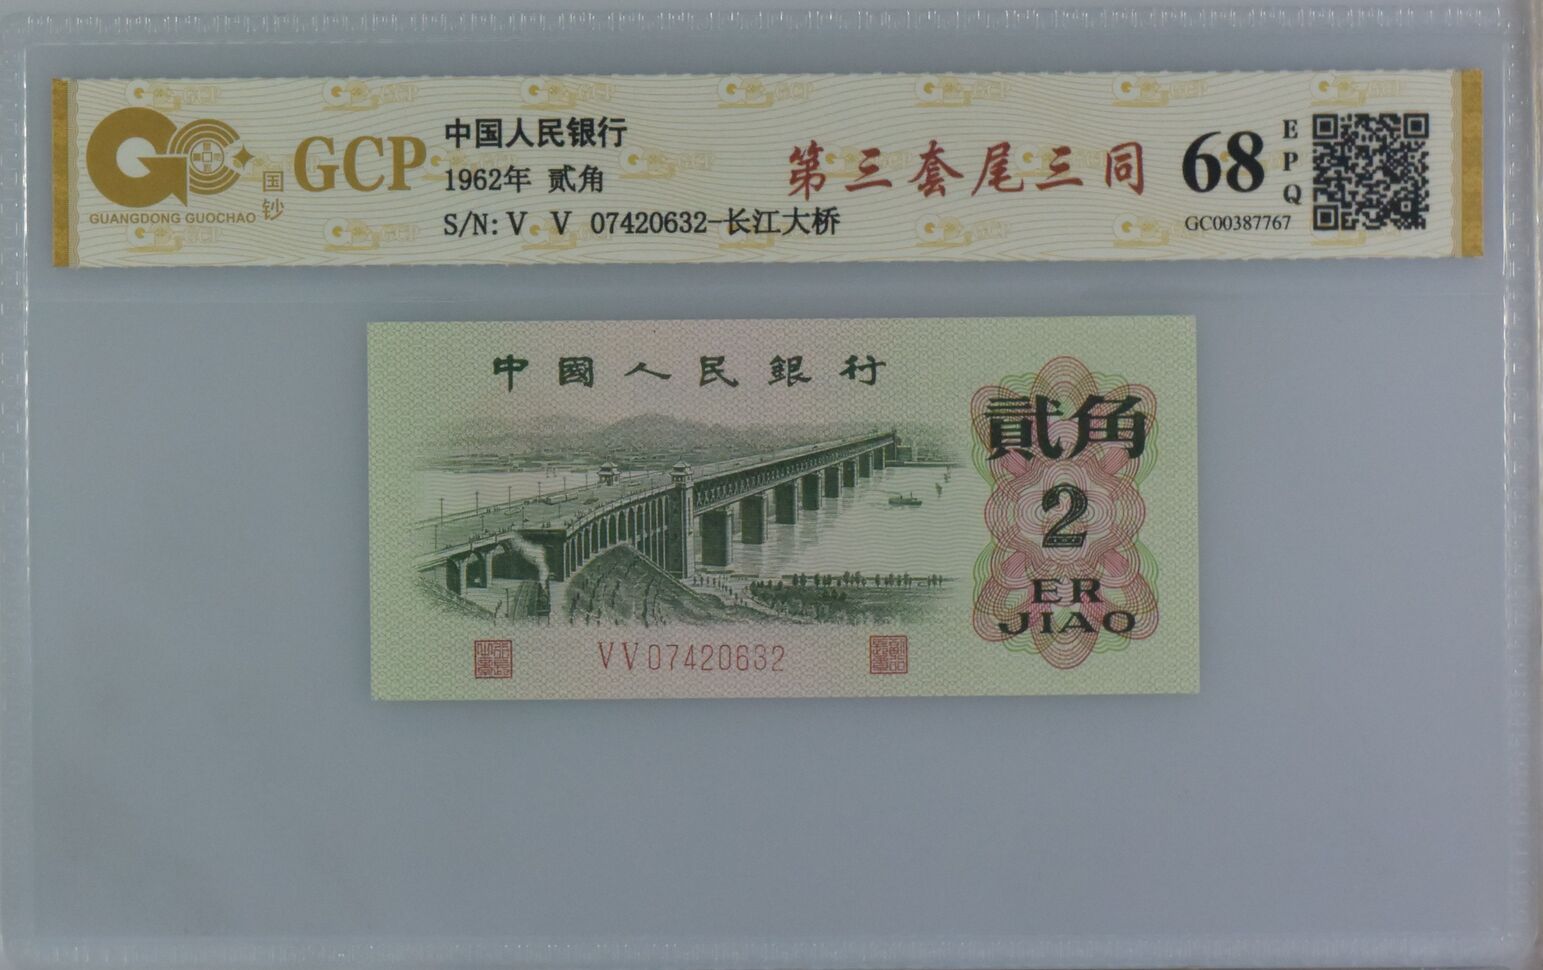 GCP
国钞
GUANGDONG GUOCHAO
中国人民银行
1962年 贰角
S/N: V V 07420632-长江大桥
第三套尾三同
68
EPQ
GC00387767
中國人民銀行
貳角
2
ER
JIAO
VV07420632